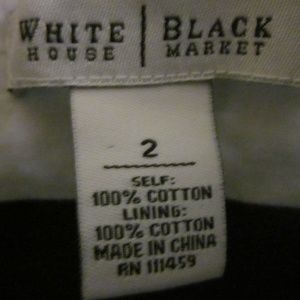 WHITE | BLACK
HOUSE | MARKET
2
SELF:
100% COTTON
LINING:
100% COTTON
MADE IN CHINA
RN 111459